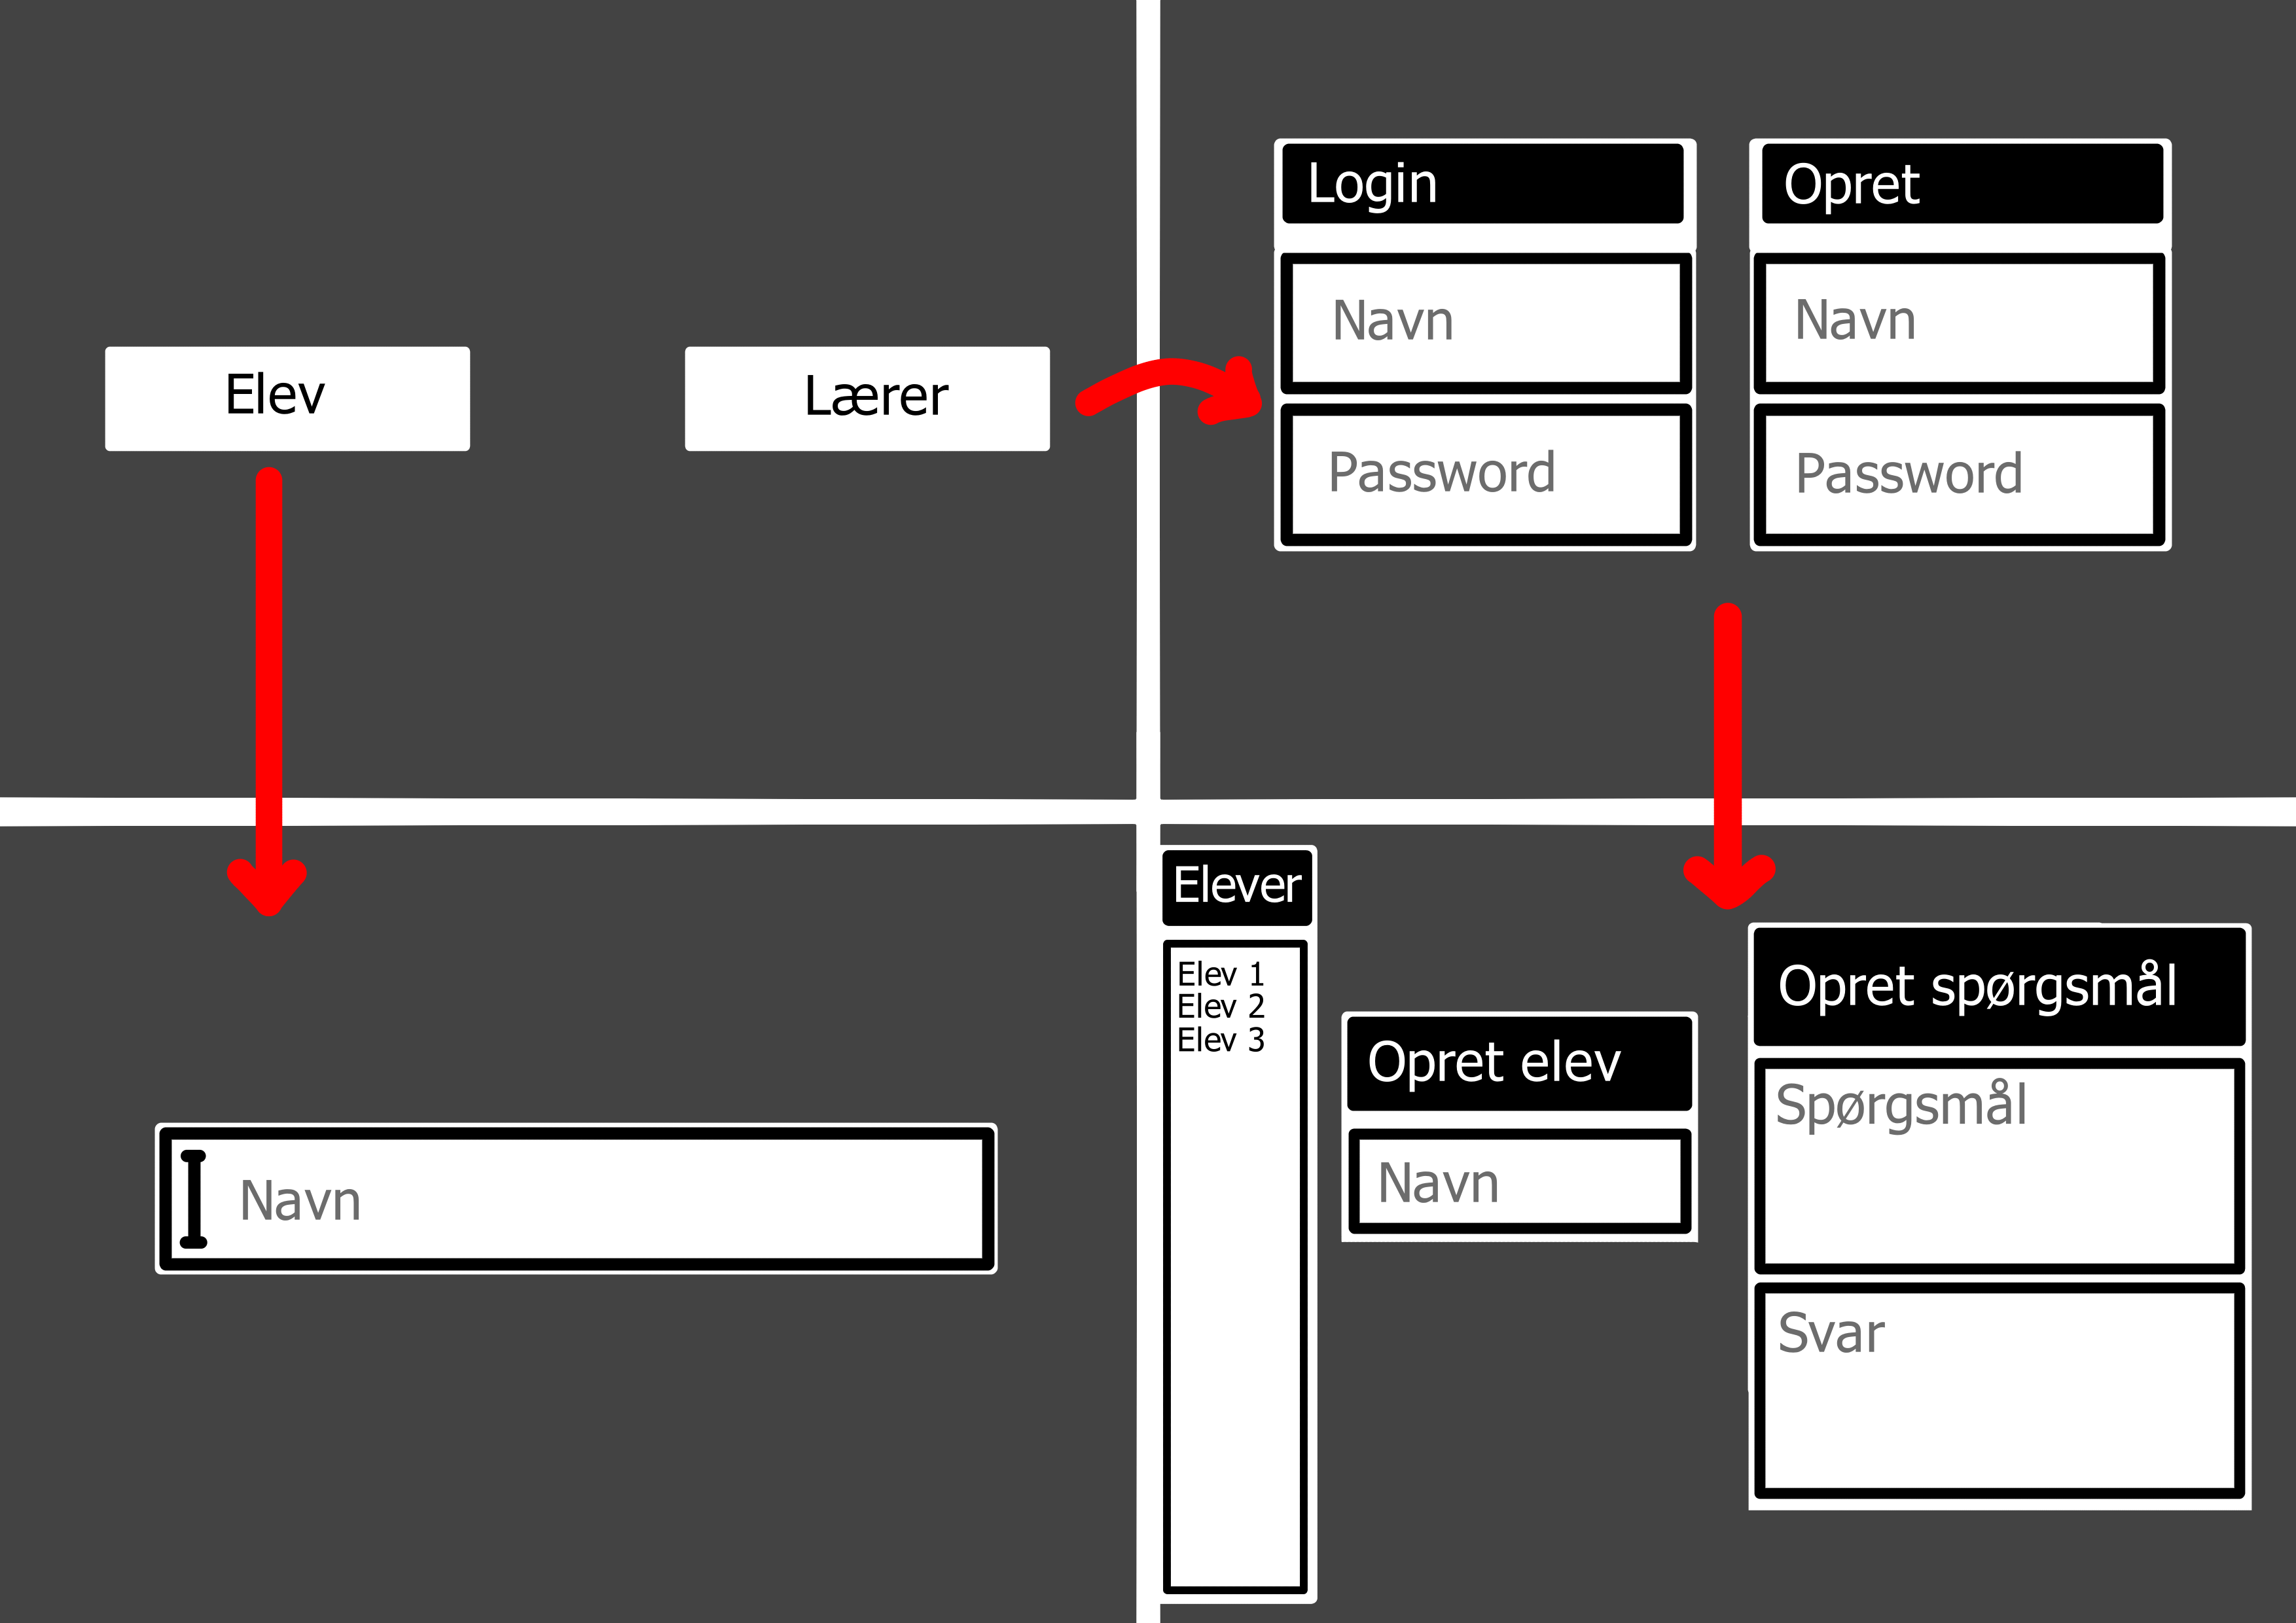 Elev
Lærer
Login
Navn
Password
Opret
Navn
Password
Navn
Elever
Elev 1
Elev 2
Elev 3
Opret elev
Navn
Opret spørgsmål
Spørgsmål
Svar